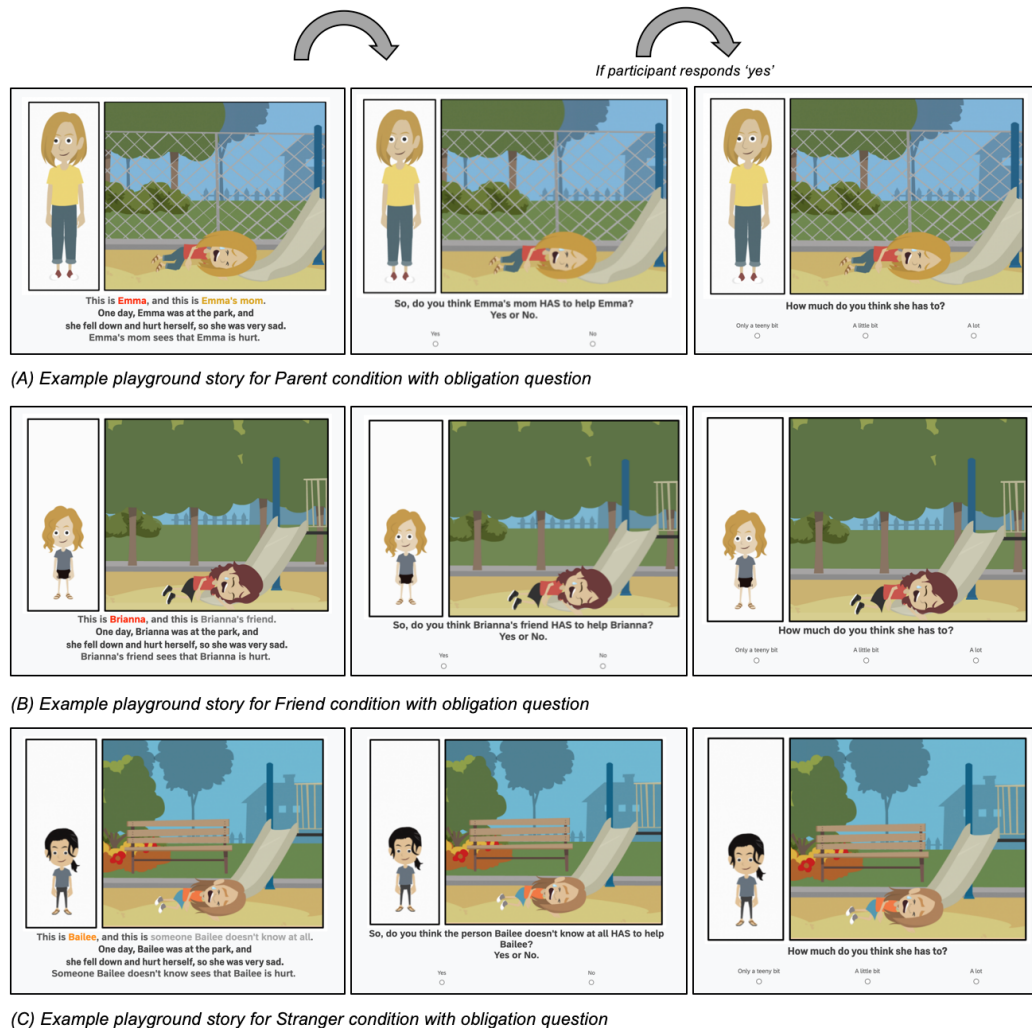 If participant responds 'yes'
This is Emma, and this is Emma's mom.
One day, Emma was at the park, and
she fell down and hurt herself, so she was very sad.
Emma's mom sees that Emma is hurt.
So, do you think Emma's mom HAS to help Emma?
Yes or No.
Yes
No
How much do you think she has to?
Only a teeny bit
A little bit
A lot
(A) Example playground story for Parent condition with obligation question
This is Brianna, and this is Brianna's friend.
One day, Brianna was at the park, and
she fell down and hurt herself, so she was very sad.
Brianna's friend sees that Brianna is hurt.
So, do you think Brianna's friend HAS to help Brianna?
Yes or No.
Yes
No
How much do you think she has to?
Only a teeny bit
A little bit
A lot
(B) Example playground story for Friend condition with obligation question
This is Bailee, and this is someone Bailee doesn't know at all.
One day, Bailee was at the park, and
she fell down and hurt herself, so she was very sad.
Someone Bailee doesn't know sees that Bailee is hurt.
So, do you think the person Bailee doesn't know at all HAS to help
Bailee?
Yes or No.
Yes
No
How much do you think she has to?
Only a teeny bit
A little bit
A lot
(C) Example playground story for Stranger condition with obligation question